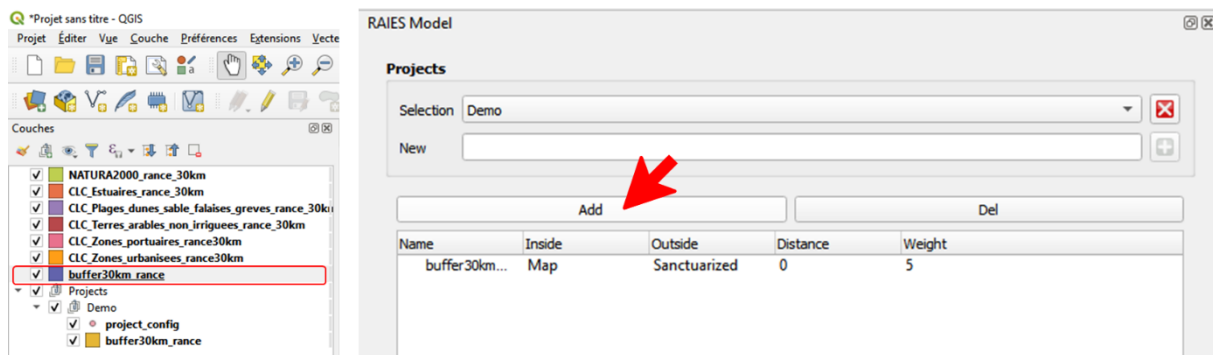 *Projet sans titre - QGIS
Projet Éditer Vue Couche Préférences Extensions Vecte
Couches
NATURA2000_rance_30km
CLC_Estuaires_rance_30km
CLC_Plages_dunes_sable_falaises_greves_rance_30k
CLC_Terres_arables_non_irriguees_rance_30km
CLC_Zones_portuaires_rance30km
CLC_Zones_urbanisees_rance30km
buffer30km_rance
Projects
Demo
project_config
buffer30km_rance
RAIES Model
Projects
Selection Demo
New
Add Del
Name Inside Outside Distance Weight
buffer30km... Map Sanctuarized 0 5